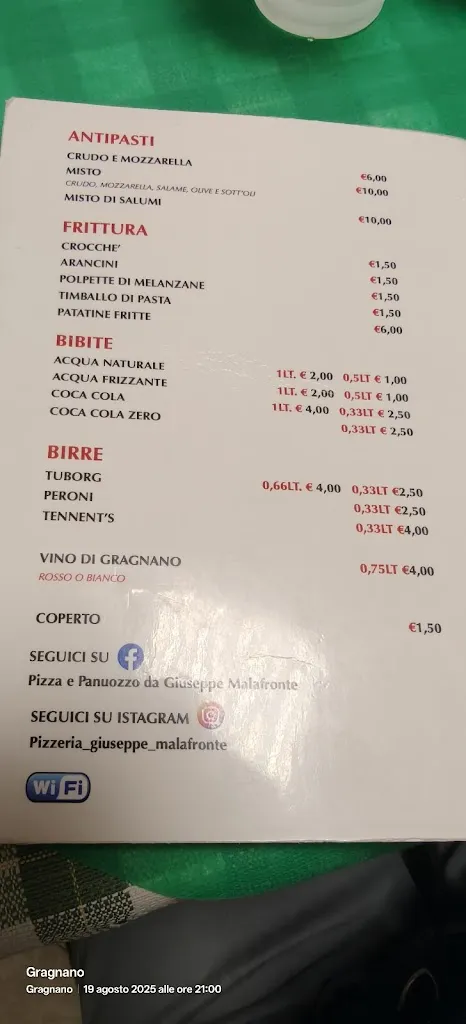 ANTIPASTI
CRUDO E MOZZARELLA €6,00
MISTO €10,00
CRUDO, MOZZARELLA, SALAME, OLIVE E SOTT'OLI
MISTO DI SALUMI €10,00
FRITTURA
CROCCHE' €1,50
ARANCINI €1,50
POLPETTE DI MELANZANE €1,50
TIMBALLO DI PASTA €1,50
PATATINE FRITTE €6,00
BIBITE
ACQUA NATURALE 1LT. € 2,00 0,5LT € 1,00
ACQUA FRIZZANTE 1LT. € 2,00 0,5LT € 1,00
COCA COLA 1LT. € 4,00 0,33LT € 2,50
COCA COLA ZERO 0,33LT € 2,50
BIRRE
TUBORG 0,66LT. € 4,00 0,33LT €2,50
PERONI 0,33LT €2,50
TENNENT'S 0,33LT €4,00
VINO DI GRAGNANO 0,75LT €4,00
ROSSO O BIANCO
COPERTO €1,50
SEGUICI SU
Pizza e Panuozzo da Giuseppe Malafronte
SEGUICI SU ISTAGRAM
Pizzeria_giuseppe_malafronte
Wi Fi
Gragnano
Gragnano | 19 agosto 2025 alle ore 21:00